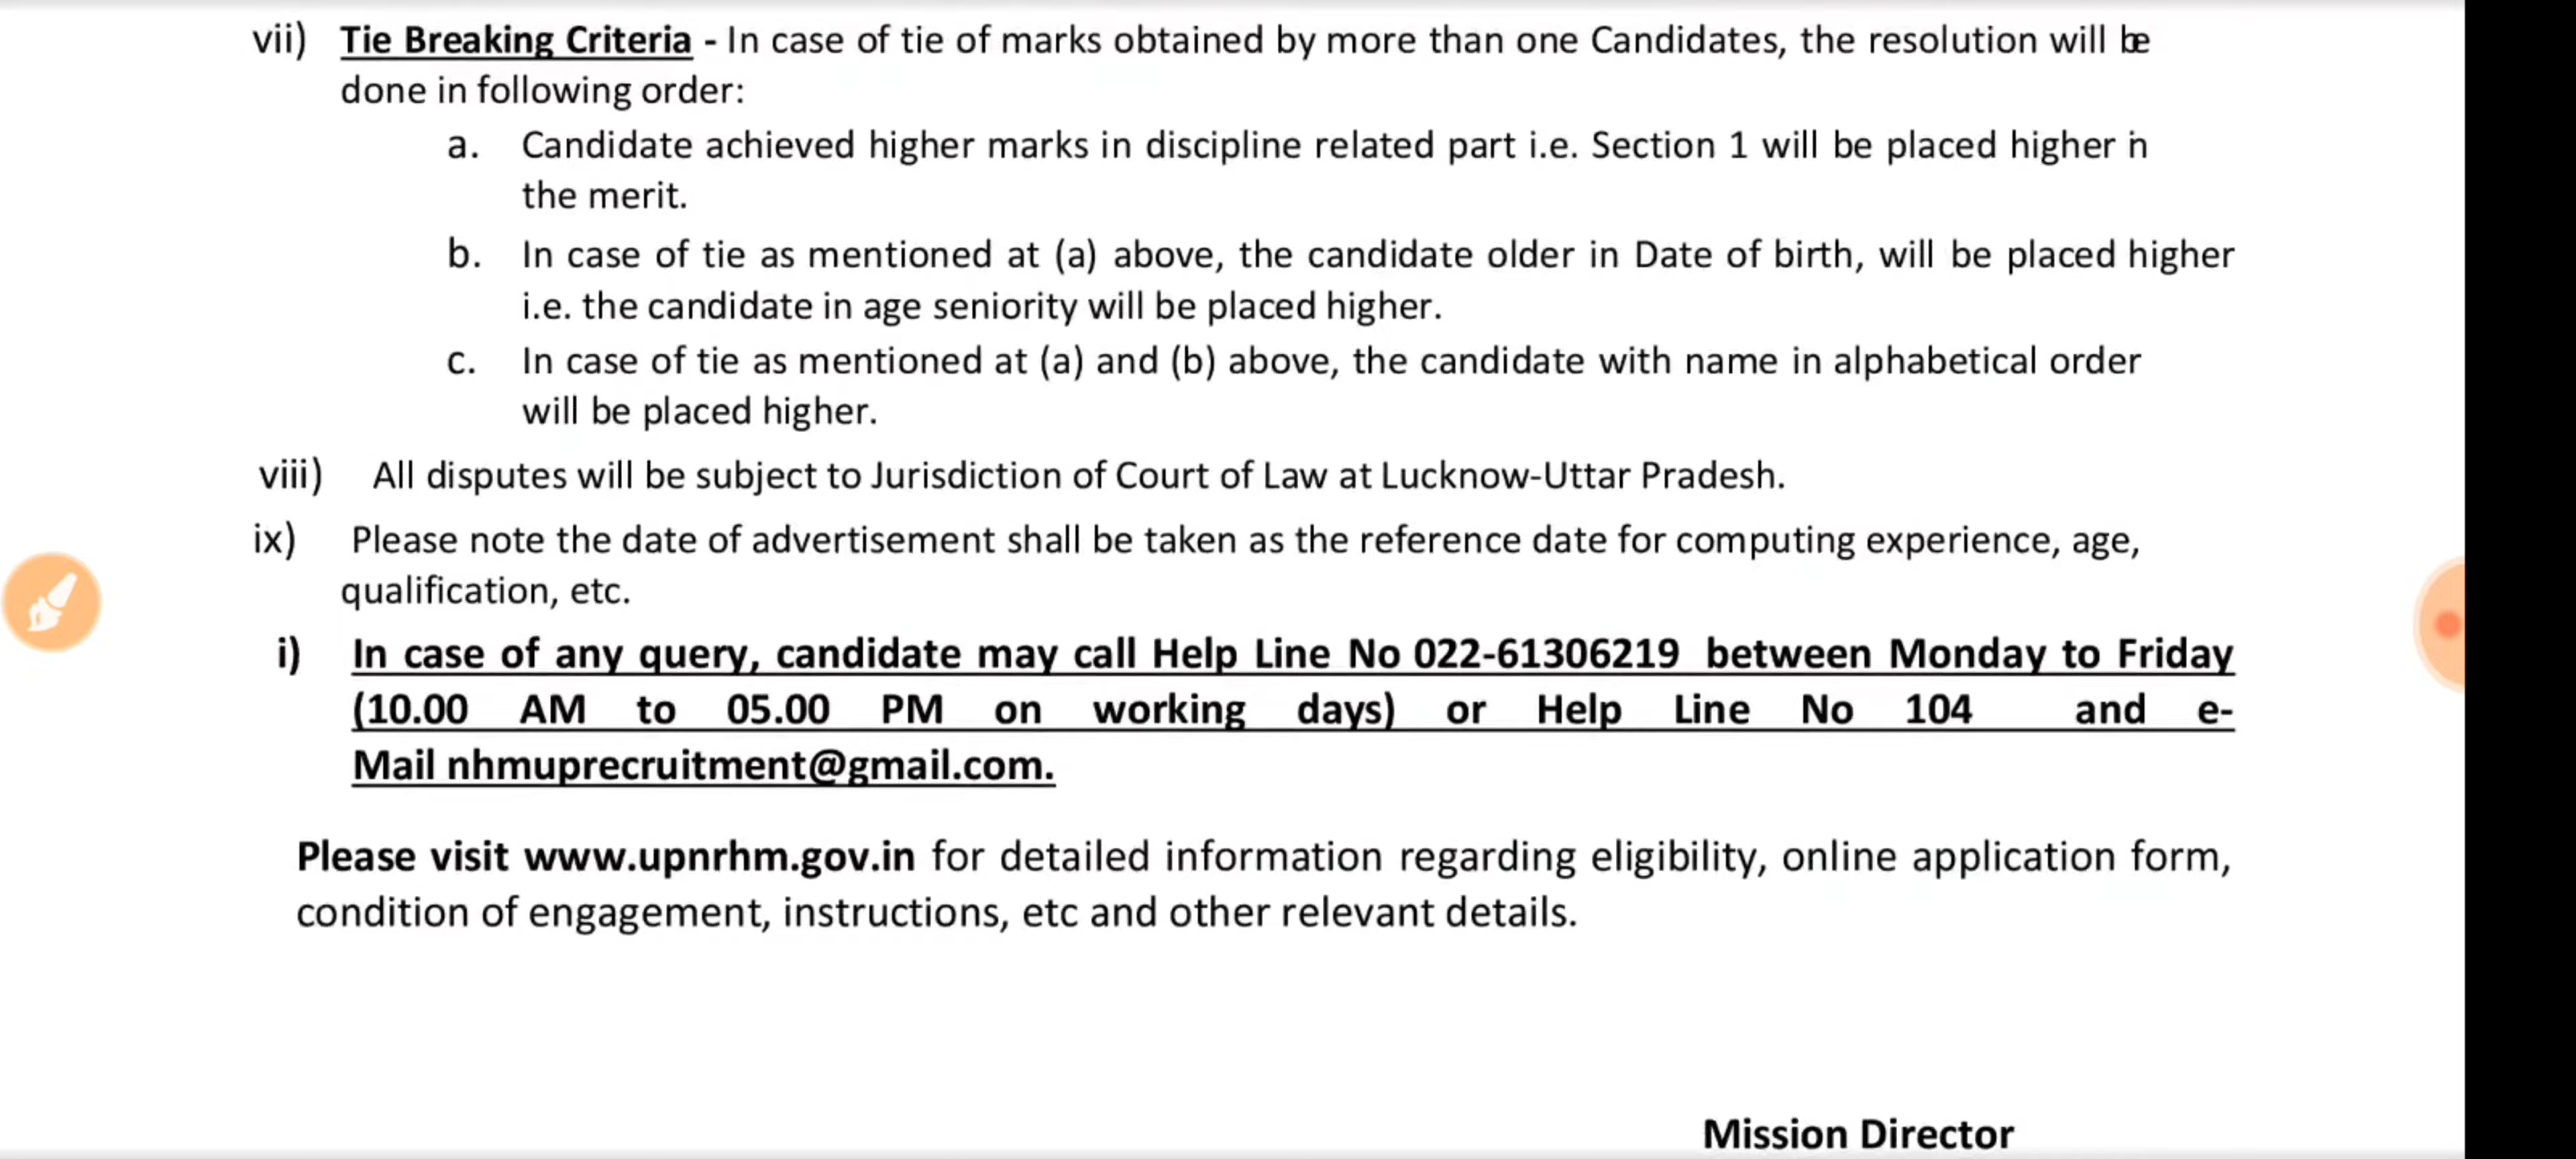 vii) Tie Breaking Criteria - In case of tie of marks obtained by more than one Candidates, the resolution will be
done in following order:
a. Candidate achieved higher marks in discipline related part i.e. Section 1 will be placed higher in
the merit.
b. In case of tie as mentioned at (a) above, the candidate older in Date of birth, will be placed higher
i.e. the candidate in age seniority will be placed higher.
c. In case of tie as mentioned at (a) and (b) above, the candidate with name in alphabetical order
will be placed higher.
viii) All disputes will be subject to Jurisdiction of Court of Law at Lucknow-Uttar Pradesh.
ix) Please note the date of advertisement shall be taken as the reference date for computing experience, age,
qualification, etc.
i) In case of any query, candidate may call Help Line No 022-61306219 between Monday to Friday
(10.00 AM to 05.00 PM on working days) or Help Line No 104 and e-
Mail nhmuprecruitment@gmail.com.
Please visit www.upnrhm.gov.in for detailed information regarding eligibility, online application form,
condition of engagement, instructions, etc and other relevant details.
Mission Director